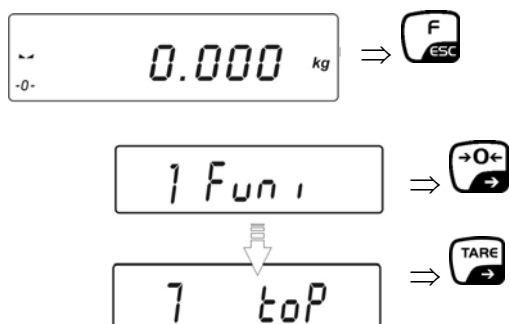 0.000 kg
-0-
F
ESC
1 Funi
→0←
7 toP
TARE